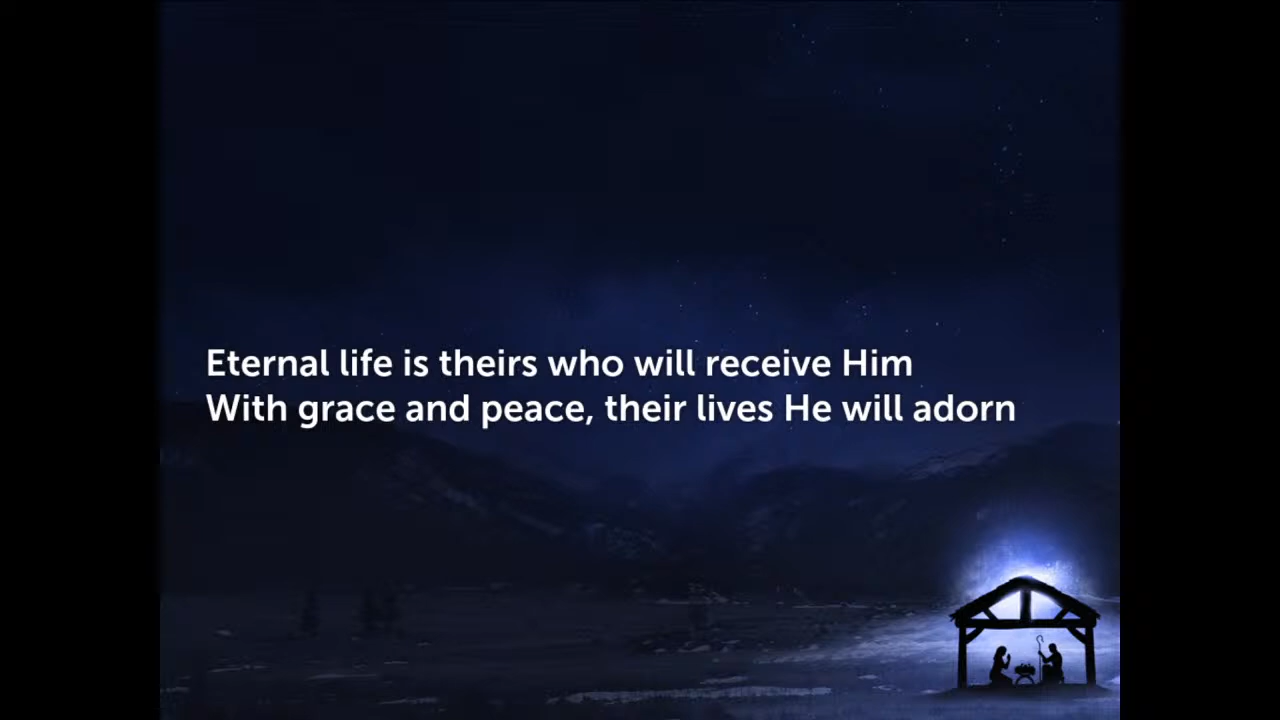 Eternal life is theirs who will receive Him
With grace and peace, their lives He will adorn